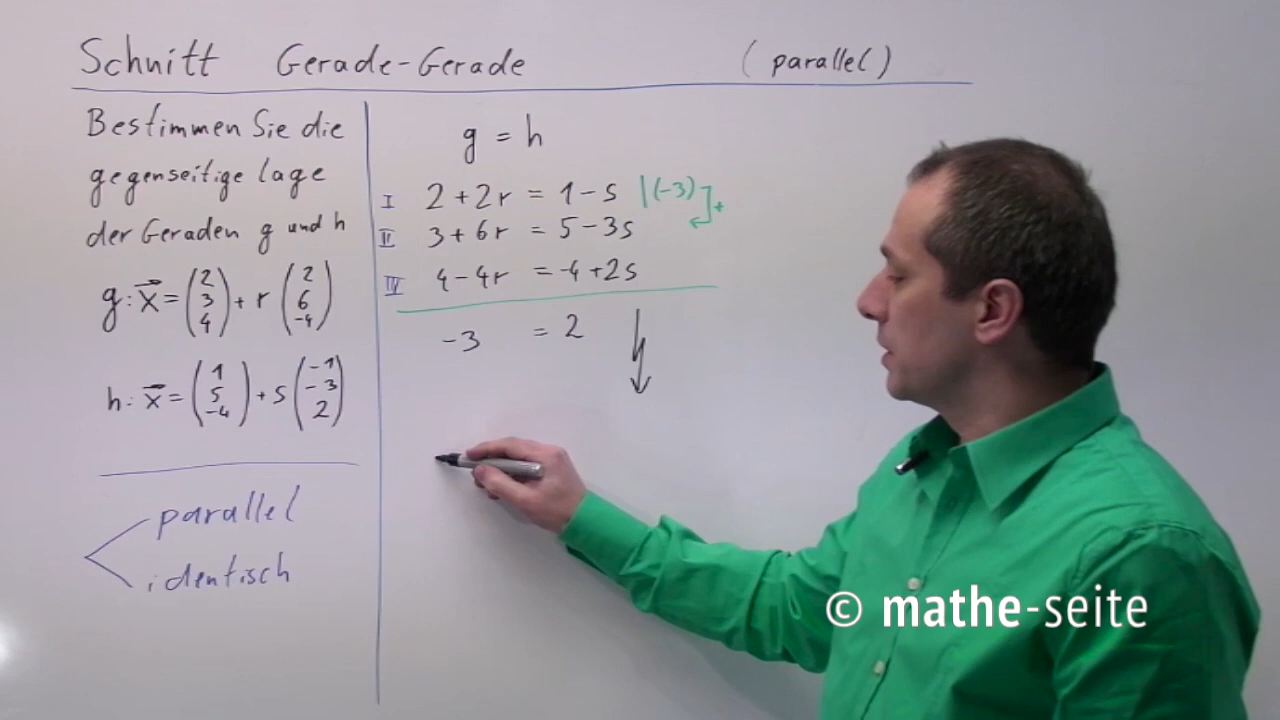 Schnitt Gerade-Gerade (parallel)
Bestimmen Sie die
gegenseitige Lage
der Geraden g und h
g: x⃗ = (2 3 4) + r (2 6 -4)
h: x⃗ = (1 5 -4) + s (-1 -3 2)
parallel
identisch
g = h
I 2 + 2r = 1 - s |(-3) +
II 3 + 6r = 5 - 3s
IV 4 - 4r = -4 + 2s
-3 = 2
© mathe-seite